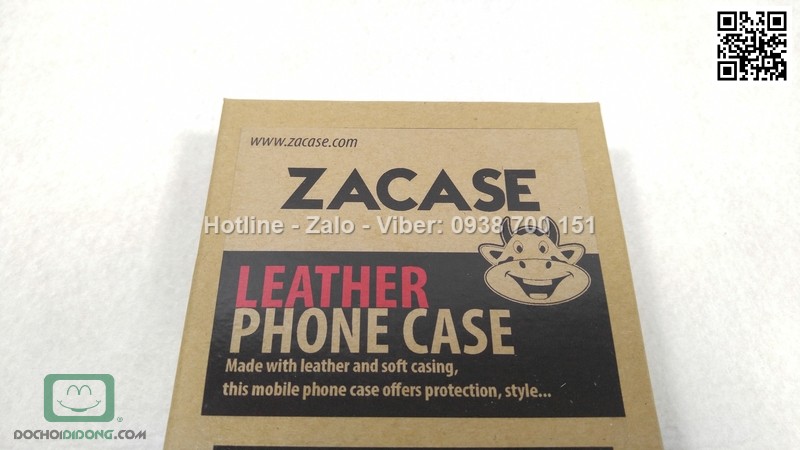 www.zacase.com
ZACASE
Hotline - Zalo - Viber: 0938 700 151
LEATHER
PHONE CASE
Made with leather and soft casing,
this mobile phone case offers protection, style...
DOCHOIDIDONG.COM